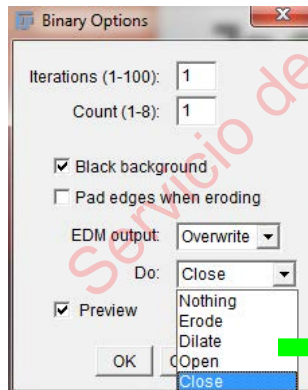 Binary Options
Iterations (1-100): 1
Count (1-8): 1
Black background
Pad edges when eroding
EDM output: Overwrite
Do: Close
Nothing
Preview
Erode
Dilate
Open
OK
Close
Servicio de